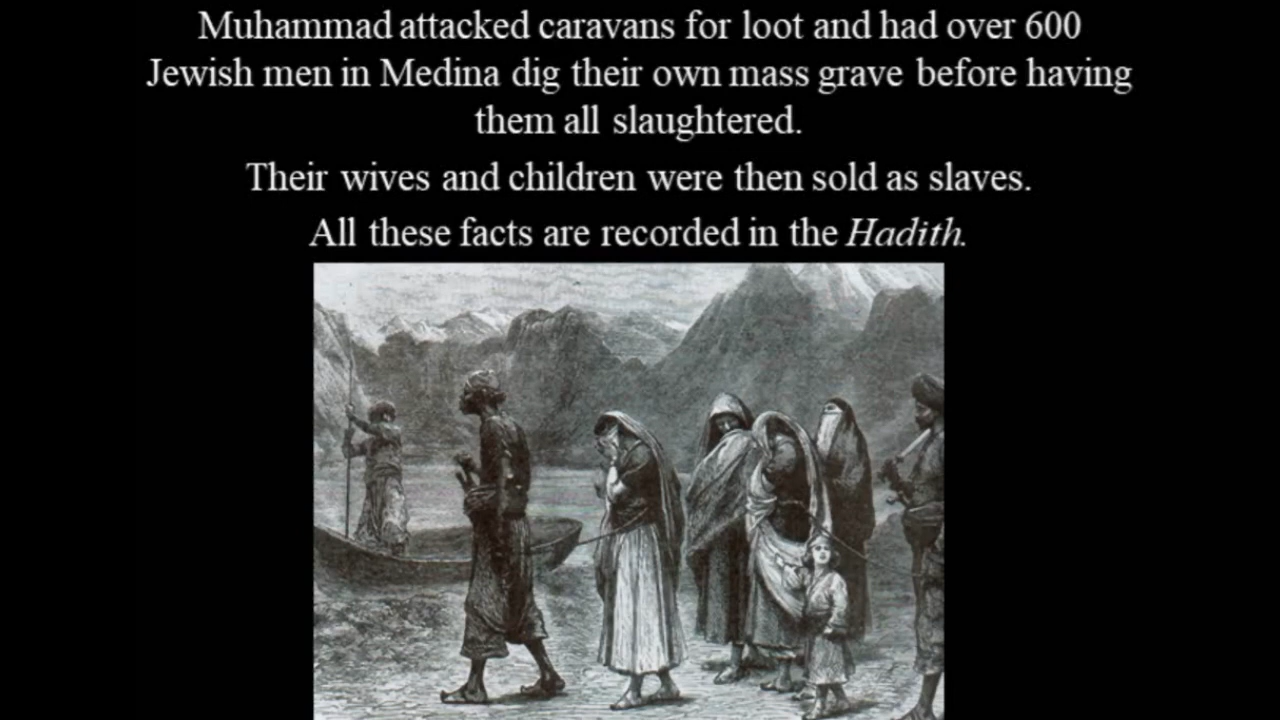 Muhammad attacked caravans for loot and had over 600
Jewish men in Medina dig their own mass grave before having
them all slaughtered.
Their wives and children were then sold as slaves.
All these facts are recorded in the Hadith.